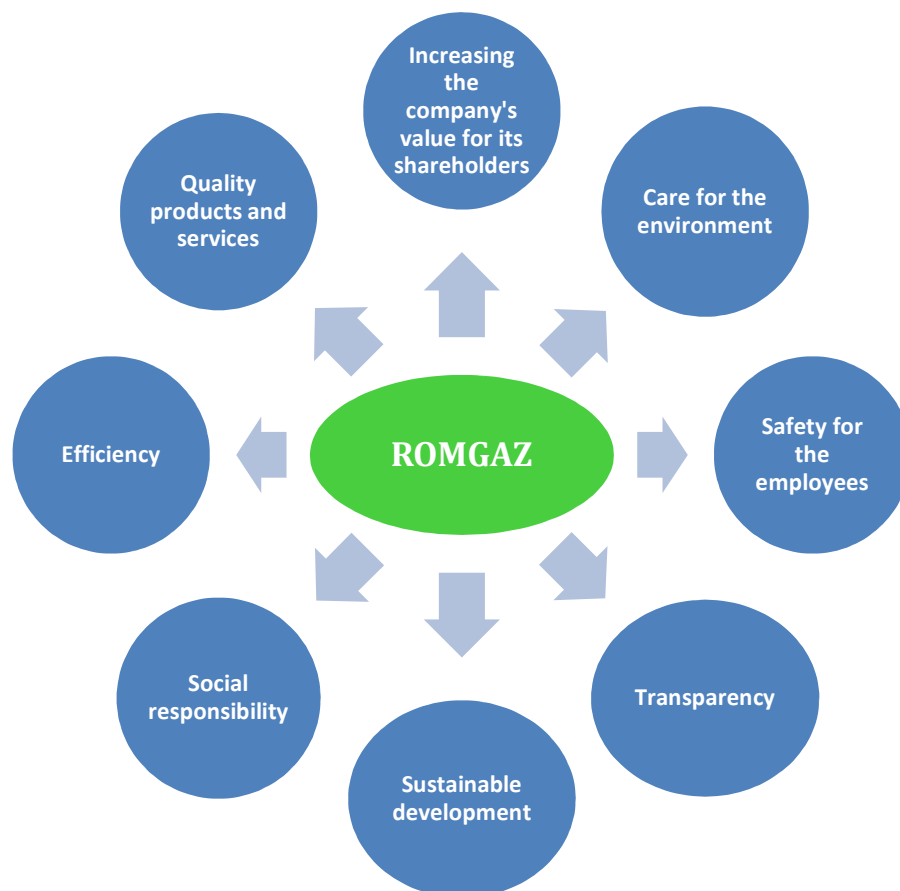 Increasing
the
company's
value for its
shareholders
Care for the
environment
Safety for
the
employees
Transparency
Sustainable
development
Social
responsibility
Efficiency
Quality
products and
services
ROMGAZ